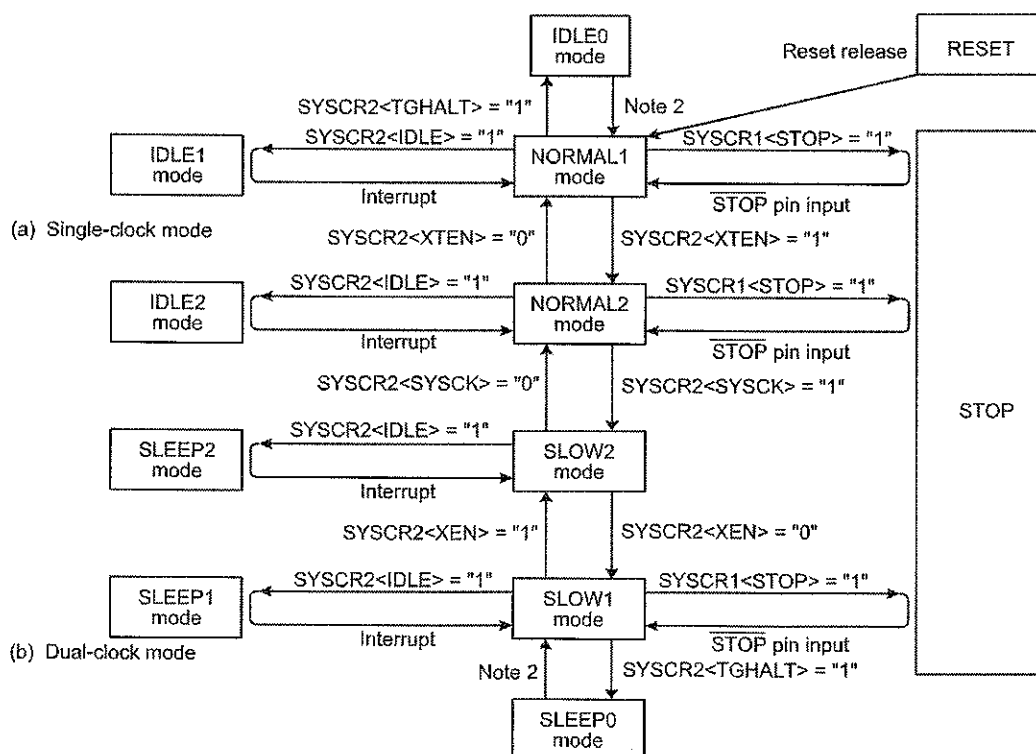 IDLE0
mode
Reset release
RESET
SYSCR2<TGHALT> = "1"
Note 2
IDLE1
mode
SYSCR2<IDLE> = "1"
Interrupt
NORMAL1
mode
SYSCR1<STOP> = "1"
STOP pin input
(a) Single-clock mode
SYSCR2<XTEN> = "0"
SYSCR2<XTEN> = "1"
IDLE2
mode
SYSCR2<IDLE> = "1"
Interrupt
NORMAL2
mode
SYSCR1<STOP> = "1"
STOP pin input
SYSCR2<SYSCK> = "0"
SYSCR2<SYSCK> = "1"
STOP
SLEEP2
mode
SYSCR2<IDLE> = "1"
Interrupt
SLOW2
mode
SYSCR2<XEN> = "1"
SYSCR2<XEN> = "0"
SLEEP1
mode
SYSCR2<IDLE> = "1"
Interrupt
SLOW1
mode
SYSCR1<STOP> = "1"
STOP pin input
(b) Dual-clock mode
Note 2
SYSCR2<TGHALT> = "1"
SLEEP0
mode